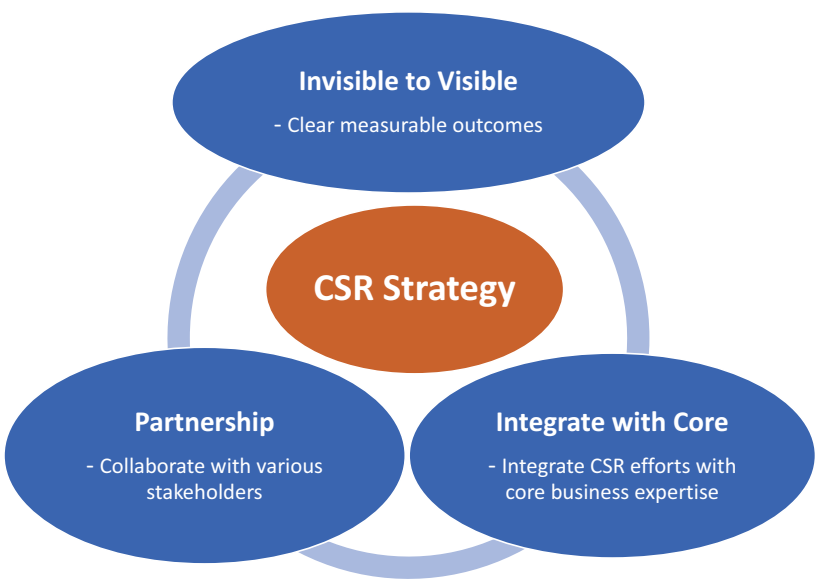 Invisible to Visible
- Clear measurable outcomes
CSR Strategy
Partnership
- Collaborate with various
stakeholders
Integrate with Core
- Integrate CSR efforts with
core business expertise